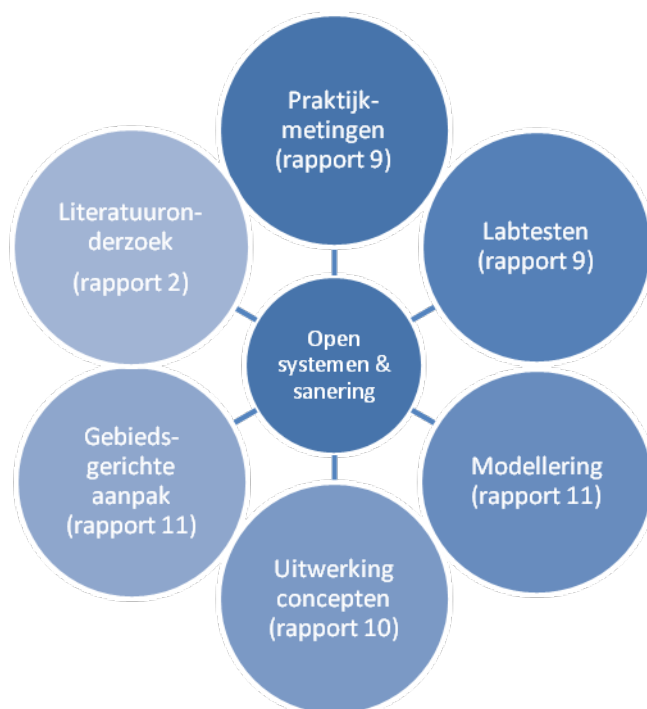 Praktijk-
metingen
(rapport 9)
Labtesten
(rapport 9)
Modellering
(rapport 11)
Uitwerking
concepten
(rapport 10)
Gebieds-
gerichte
aanpak
(rapport 11)
Literatuuron-
derzoek
(rapport 2)
Open
systemen &
sanering